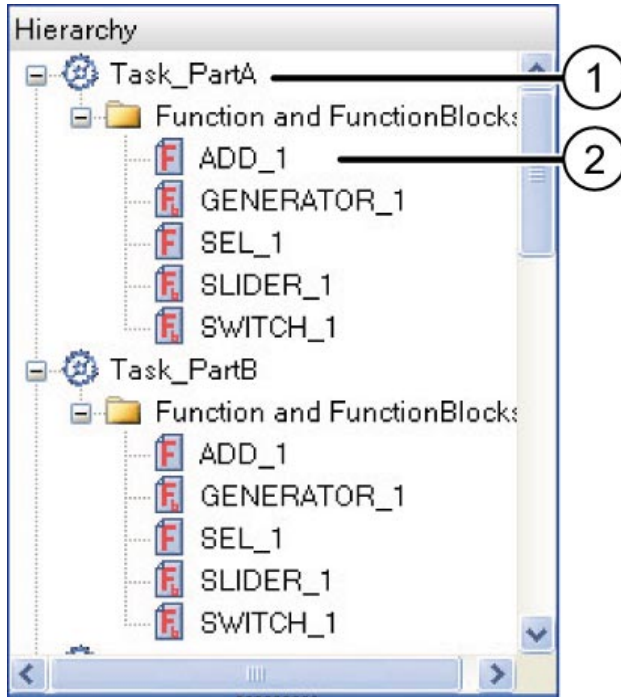 Hierarchy
Task_PartA
1
Function and FunctionBlocks
ADD_1
2
GENERATOR_1
SEL_1
SLIDER_1
SWITCH_1
Task_PartB
Function and FunctionBlocks
ADD_1
GENERATOR_1
SEL_1
SLIDER_1
SWITCH_1